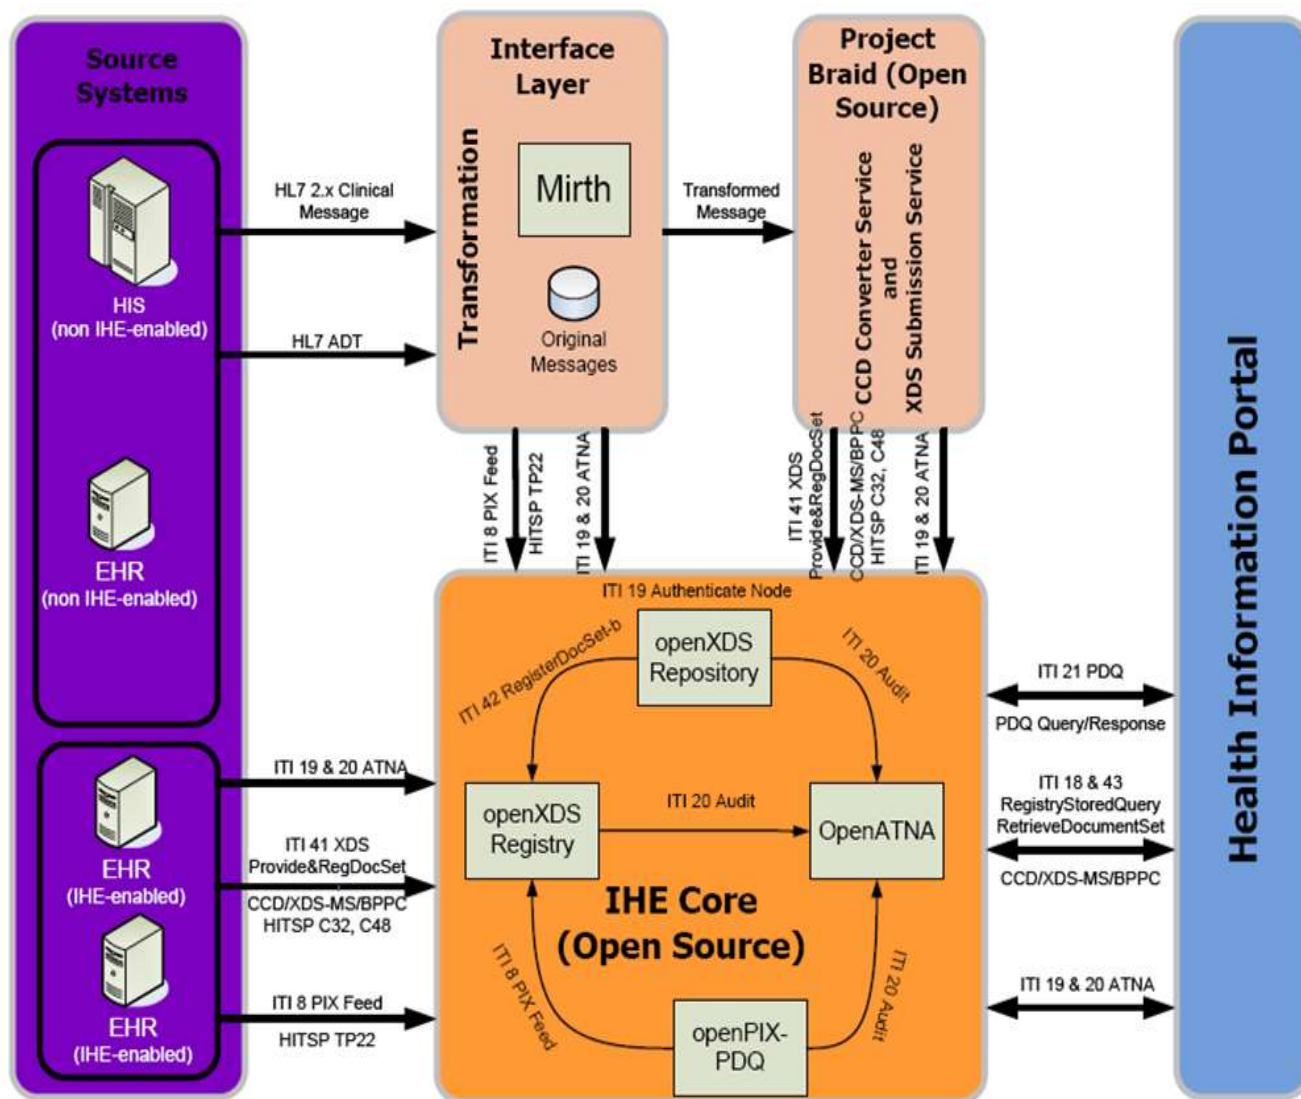 Source
Systems
HIS
(non IHE-enabled)
EHR
(non IHE-enabled)
EHR
(IHE-enabled)
EHR
(IHE-enabled)
HL7 2.x Clinical
Message
HL7 ADT
ITI 19 & 20 ATNA
ITI 41 XDS
Provide&RegDocSet
CCD/XDS-MS/BPPC
HITSP C32, C48
ITI 8 PIX Feed
HITSP TP22
Interface
Layer
Transformation
Mirth
Original
Messages
Transformed
Message
Project
Braid (Open
Source)
CCD Converter Service
and
XDS Submission Service
ITI 8 PIX Feed
HITSP TP22
ITI 19 & 20 ATNA
ITI 41 XDS
Provide&RegDocSet
CCD/XDS-MS/BPPC
HITSP C32, C48
ITI 19 & 20 ATNA
ITI 19 Authenticate Node
openXDS
Repository
ITI 42 RegisterDocSet-b
ITI 20 Audit
openXDS
Registry
ITI 20 Audit
OpenATNA
IHE Core
(Open Source)
ITI 8 PIX Feed
ITI 20 Audit
openPIX-
PDQ
ITI 21 PDQ
PDQ Query/Response
ITI 18 & 43
RegistryStoredQuery
RetrieveDocumentSet
CCD/XDS-MS/BPPC
ITI 19 & 20 ATNA
Health Information Portal